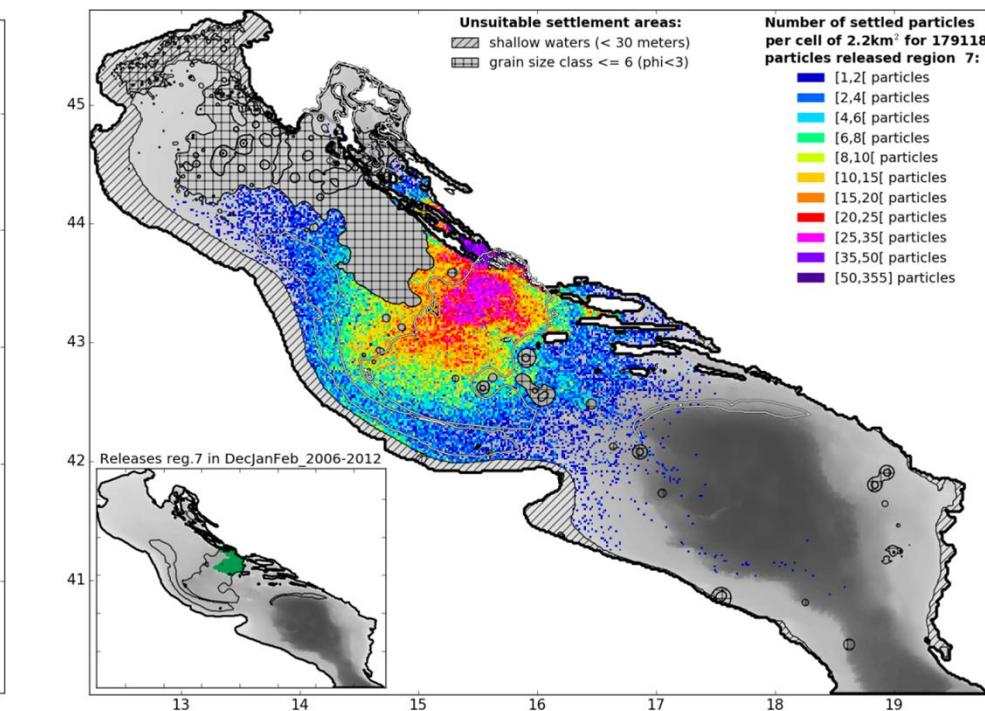 Unsuitable settlement areas:
shallow waters (< 30 meters)
grain size class <= 6 (phi<3)
Number of settled particles
per cell of 2.2km² for 179118
particles released region 7:
[1,2[ particles
[2,4[ particles
[4,6[ particles
[6,8[ particles
[8,10[ particles
[10,15[ particles
[15,20[ particles
[20,25[ particles
[25,35[ particles
[35,50[ particles
[50,355] particles
45
44
43
42
41
Releases reg.7 in DecJanFeb_2006-2012
13 14 15 16 17 18 19